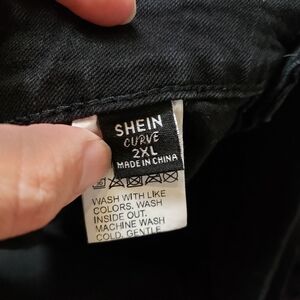 SHEIN
CURVE
2XL
MADE IN CHINA
WASH WITH LIKE
COLORS. WASH
INSIDE OUT.
MACHINE WASH
COLD, GENTLE